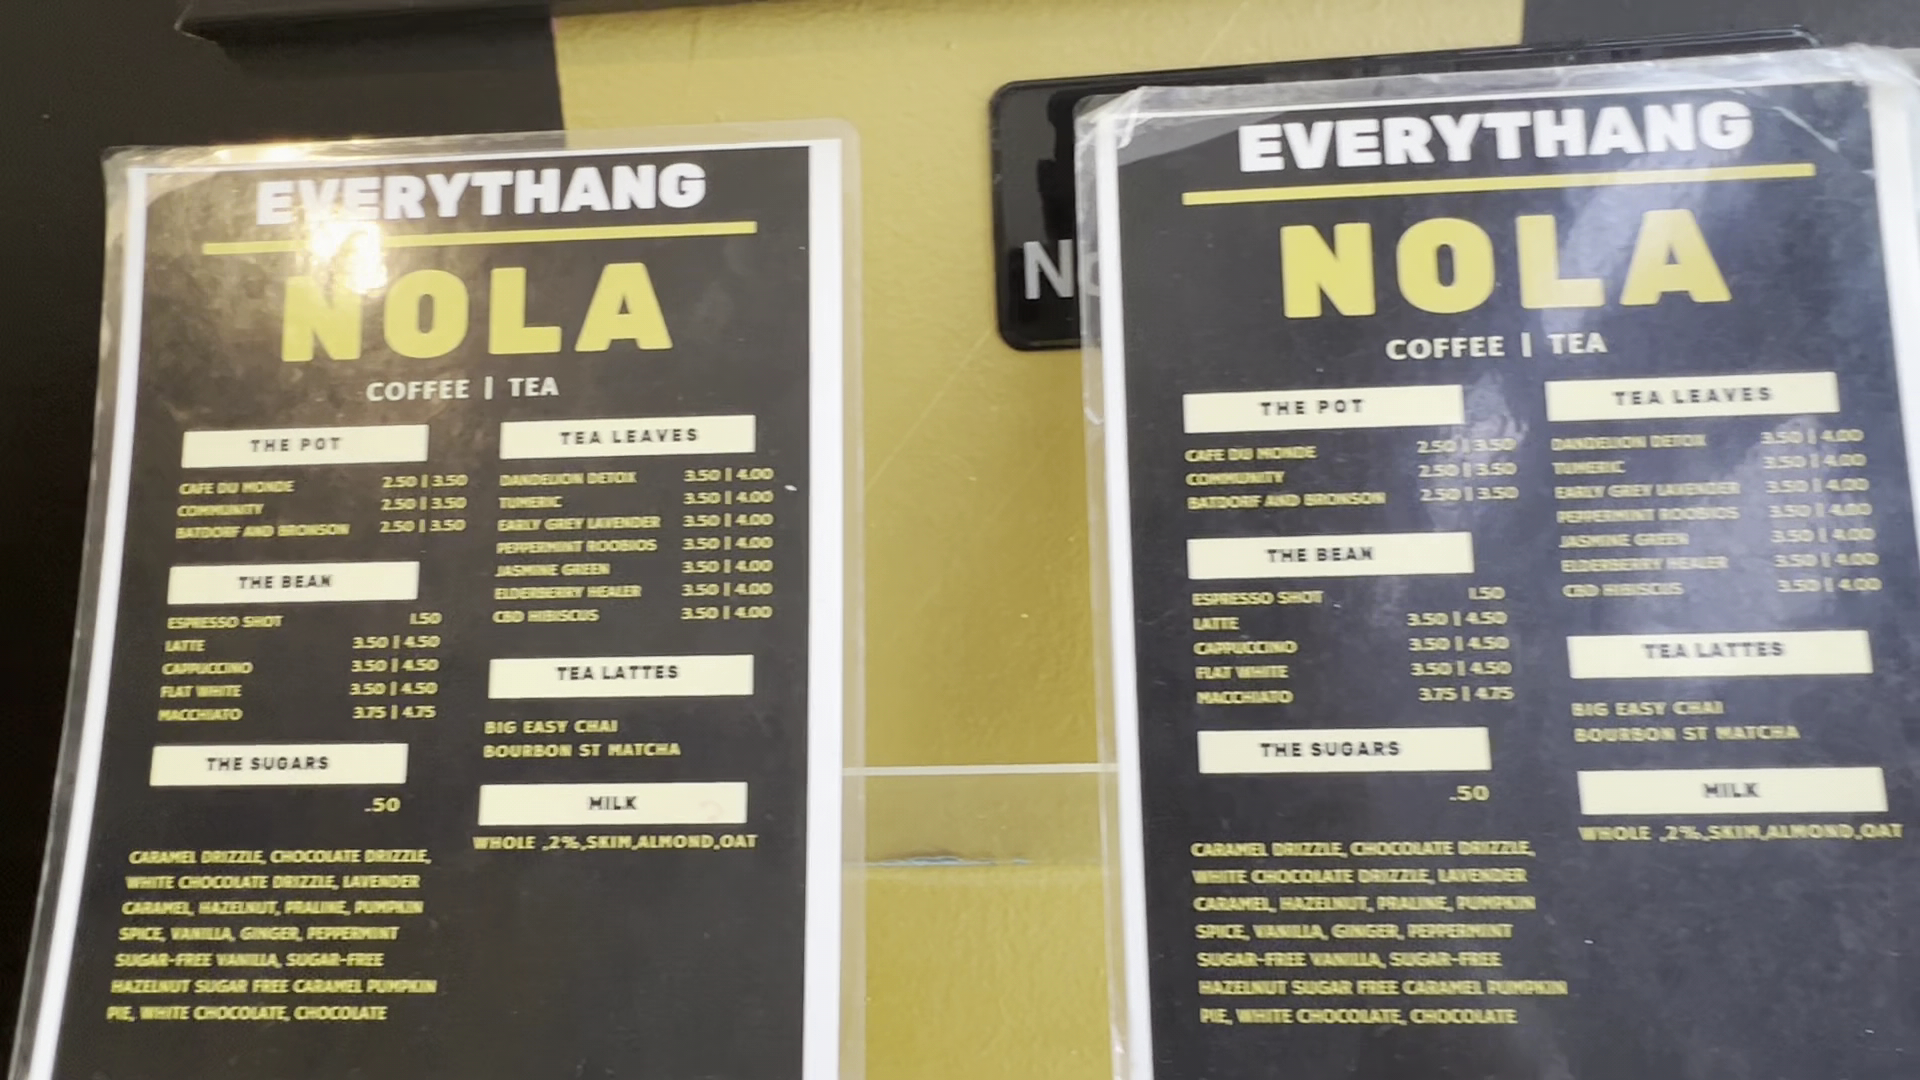 EVERYTHANG
NOLA
COFFEE | TEA
THE POT
CAFE DU MONDE 2.50 | 3.50
COMMUNITY 2.50 | 3.50
BATDORF AND BRONSON 2.50 | 3.50
THE BEAN
ESPRESSO SHOT 1.50
LATTE 3.50 | 4.50
CAPPUCCINO 3.50 | 4.50
FLAT WHITE 3.50 | 4.50
MACCHIATO 3.75 | 4.75
THE SUGARS
.50
CARAMEL DRIZZLE, CHOCOLATE DRIZZLE,
WHITE CHOCOLATE DRIZZLE, LAVENDER
CARAMEL, HAZELNUT, PRALINE, PUMPKIN
SPICE, VANILLA, GINGER, PEPPERMINT
SUGAR-FREE VANILLA, SUGAR-FREE
HAZELNUT SUGAR FREE CARAMEL PUMPKIN
PIE, WHITE CHOCOLATE, CHOCOLATE
TEA LEAVES
DANDELION DETOX 3.50 | 4.00
TUMERIC 3.50 | 4.00
EARLY GREY LAVENDER 3.50 | 4.00
PEPPERMINT ROOBIOS 3.50 | 4.00
JASMINE GREEN 3.50 | 4.00
ELDERBERRY HEALER 3.50 | 4.00
CBD HIBISCUS 3.50 | 4.00
TEA LATTES
BIG EASY CHAI
BOURBON ST MATCHA
MILK
WHOLE ,2%,SKIM,ALMOND,OAT
EVERYTHANG
NOLA
COFFEE | TEA
THE POT
CAFE DU MONDE 2.50 | 3.50
COMMUNITY 2.50 | 3.50
BATDORF AND BRONSON 2.50 | 3.50
THE BEAN
ESPRESSO SHOT 1.50
LATTE 3.50 | 4.50
CAPPUCCINO 3.50 | 4.50
FLAT WHITE 3.50 | 4.50
MACCHIATO 3.75 | 4.75
THE SUGARS
.50
CARAMEL DRIZZLE, CHOCOLATE DRIZZLE,
WHITE CHOCOLATE DRIZZLE, LAVENDER
CARAMEL, HAZELNUT, PRALINE, PUMPKIN
SPICE, VANILLA, GINGER, PEPPERMINT
SUGAR-FREE VANILLA, SUGAR-FREE
HAZELNUT SUGAR FREE CARAMEL PUMPKIN
PIE, WHITE CHOCOLATE, CHOCOLATE
TEA LEAVES
DANDELION DETOX 3.50 | 4.00
TUMERIC 3.50 | 4.00
EARLY GREY LAVENDER 3.50 | 4.00
PEPPERMINT ROOBIOS 3.50 | 4.00
JASMINE GREEN 3.50 | 4.00
ELDERBERRY HEALER 3.50 | 4.00
CBD HIBISCUS 3.50 | 4.00
TEA LATTES
BIG EASY CHAI
BOURBON ST MATCHA
MILK
WHOLE ,2%,SKIM,ALMOND,OAT